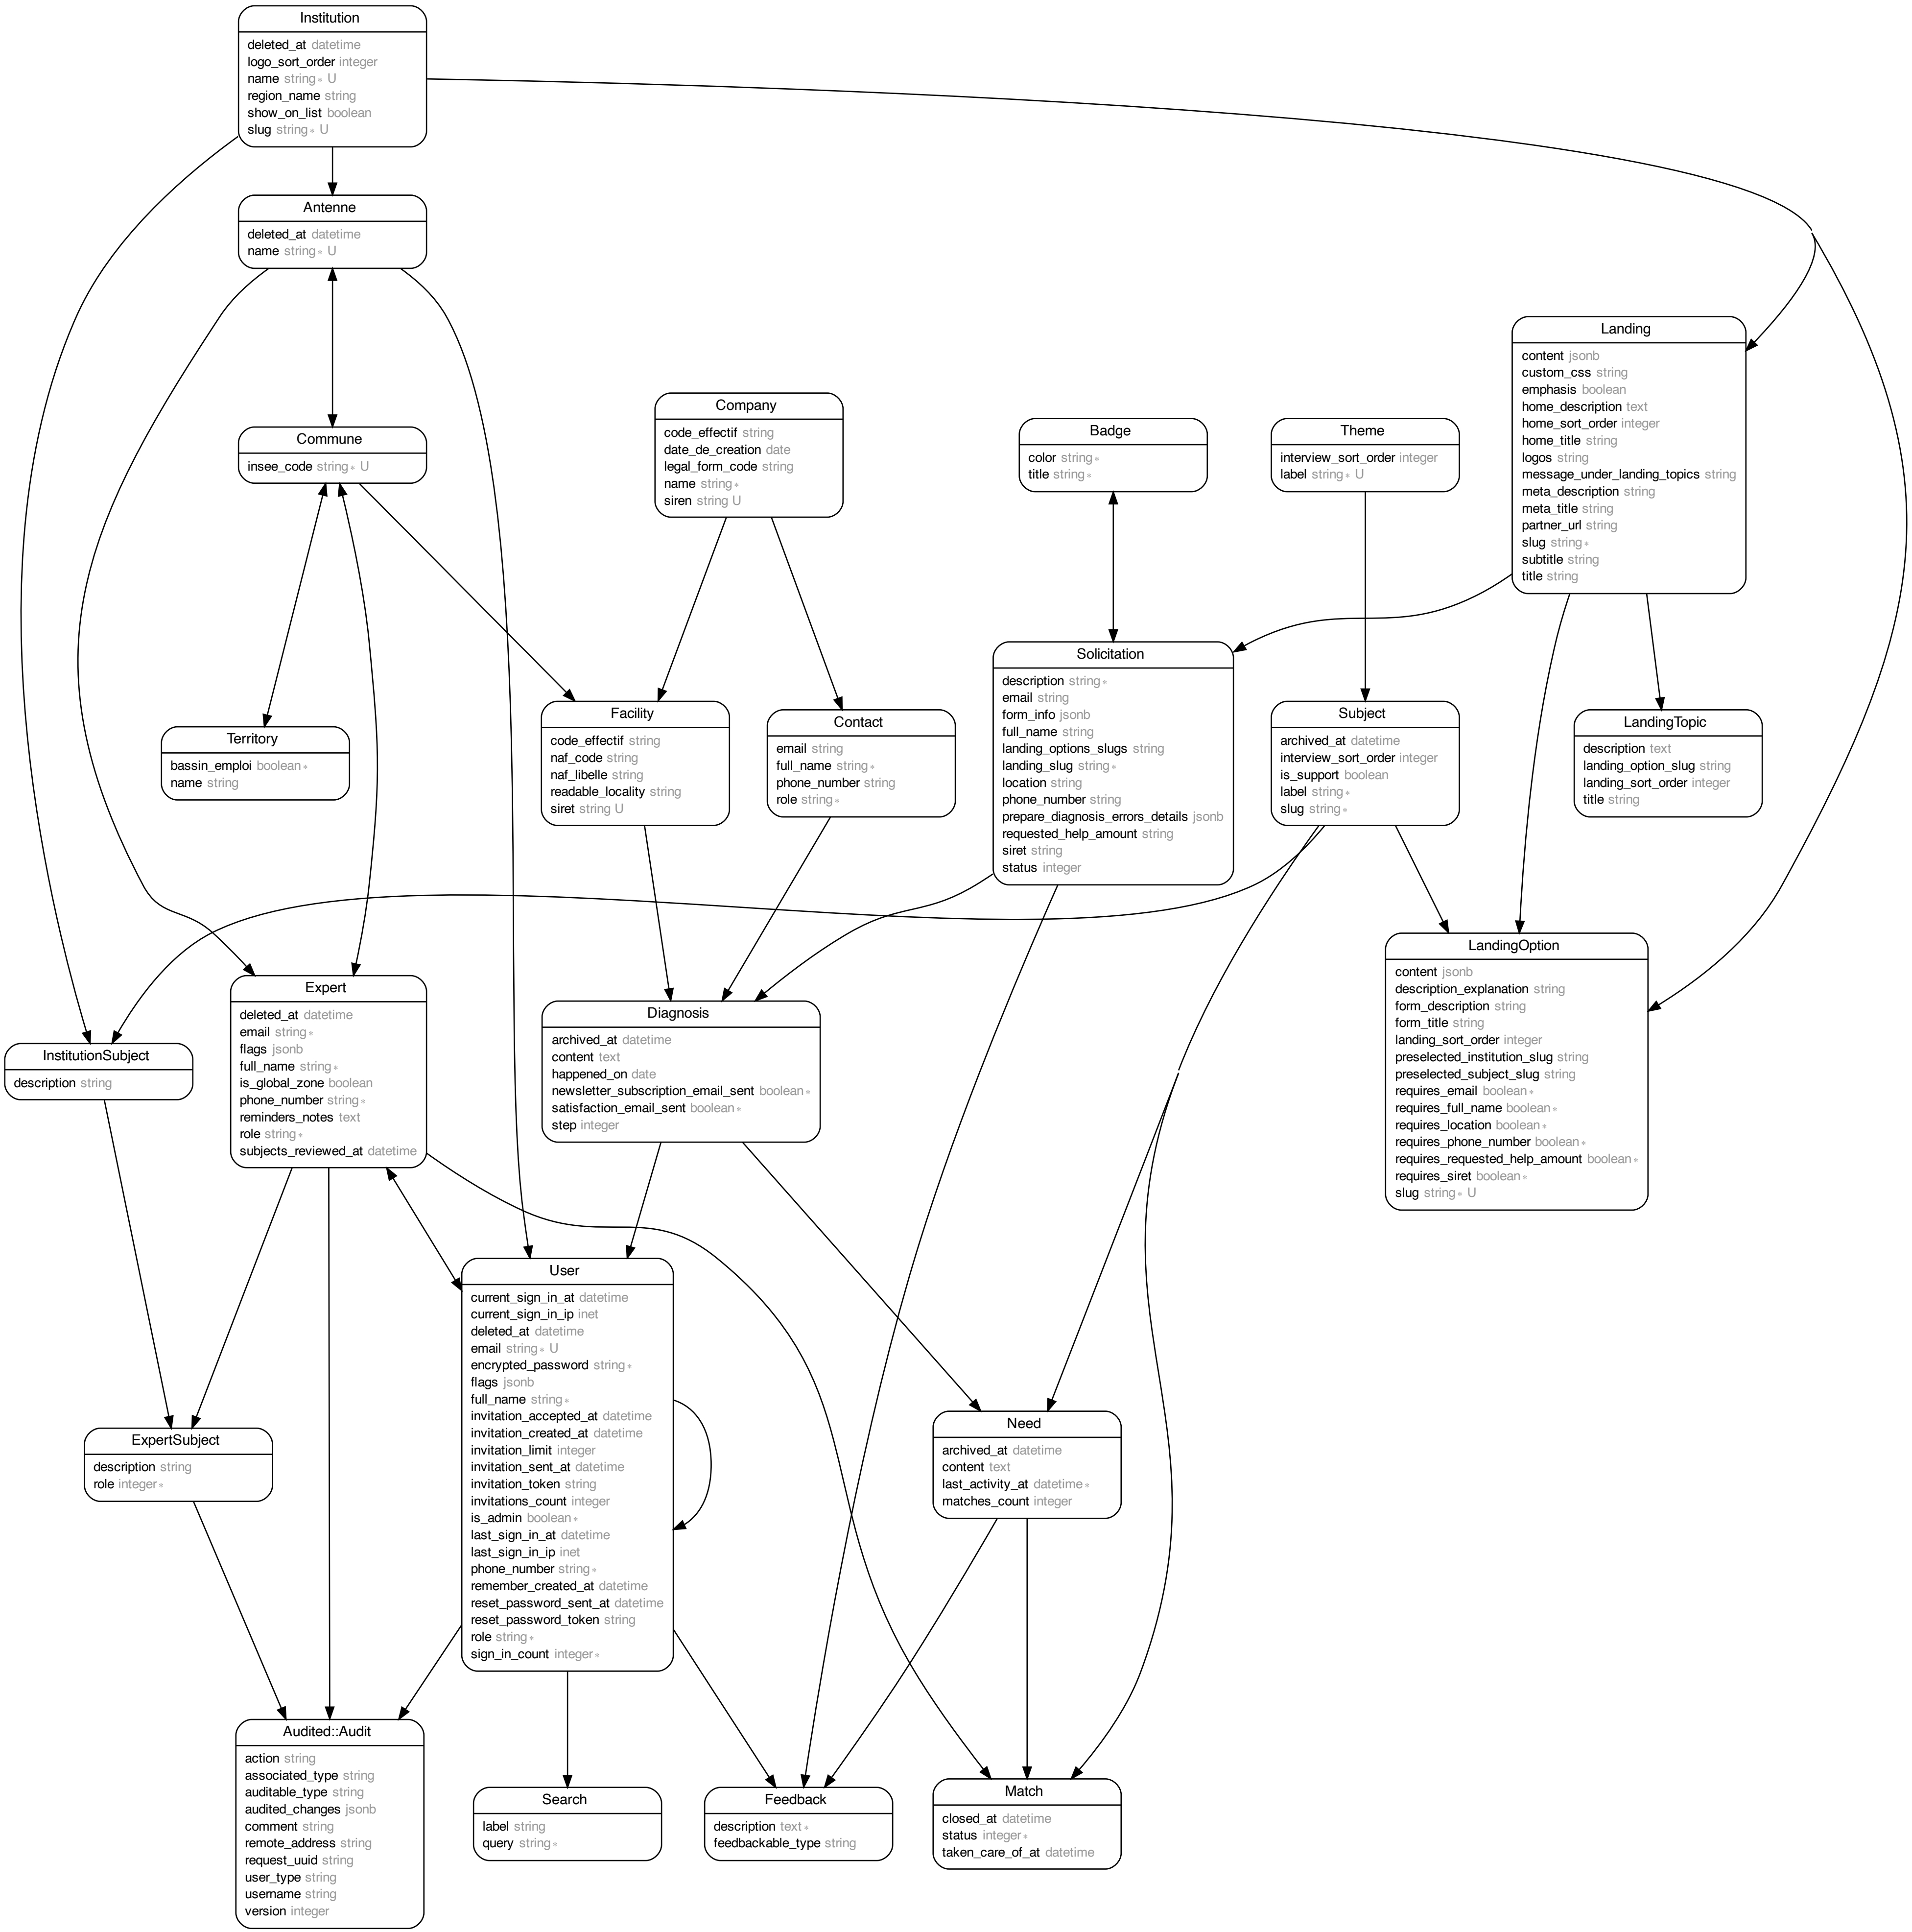 Institution
deleted_at datetime
logo_sort_order integer
name string∗ U
region_name string
show_on_list boolean
slug string∗ U
Antenne
deleted_at datetime
name string∗ U
Landing
content jsonb
custom_css string
emphasis boolean
home_description text
home_sort_order integer
home_title string
logos string
message_under_landing_topics string
meta_description string
meta_title string
partner_url string
slug string∗
subtitle string
title string
Company
code_effectif string
date_de_creation date
legal_form_code string
name string∗
siren string U
Badge
color string∗
title string∗
Theme
interview_sort_order integer
label string∗ U
Commune
insee_code string∗ U
Solicitation
description string∗
email string
form_info jsonb
full_name string
landing_options_slugs string
landing_slug string∗
location string
phone_number string
prepare_diagnosis_errors_details jsonb
requested_help_amount string
siret string
status integer
Facility
code_effectif string
naf_code string
naf_libelle string
readable_locality string
siret string U
Contact
email string
full_name string∗
phone_number string
role string∗
Subject
archived_at datetime
interview_sort_order integer
is_support boolean
label string∗
slug string∗
LandingTopic
description text
landing_option_slug string
landing_sort_order integer
title string
Territory
bassin_emploi boolean∗
name string
LandingOption
content jsonb
description_explanation string
form_description string
form_title string
landing_sort_order integer
preselected_institution_slug string
preselected_subject_slug string
requires_email boolean∗
requires_full_name boolean∗
requires_location boolean∗
requires_phone_number boolean∗
requires_requested_help_amount boolean∗
requires_siret boolean∗
slug string∗ U
Expert
deleted_at datetime
email string∗
flags jsonb
full_name string∗
is_global_zone boolean
phone_number string∗
reminders_notes text
role string∗
subjects_reviewed_at datetime
Diagnosis
archived_at datetime
content text
happened_on date
newsletter_subscription_email_sent boolean∗
satisfaction_email_sent boolean∗
step integer
InstitutionSubject
description string
User
current_sign_in_at datetime
current_sign_in_ip inet
deleted_at datetime
email string∗ U
encrypted_password string∗
flags jsonb
full_name string∗
invitation_accepted_at datetime
invitation_created_at datetime
invitation_limit integer
invitation_sent_at datetime
invitation_token string
invitations_count integer
is_admin boolean∗
last_sign_in_at datetime
last_sign_in_ip inet
phone_number string∗
remember_created_at datetime
reset_password_sent_at datetime
reset_password_token string
role string∗
sign_in_count integer∗
Need
archived_at datetime
content text
last_activity_at datetime∗
matches_count integer
ExpertSubject
description string
role integer∗
Audited::Audit
action string
associated_type string
auditable_type string
audited_changes jsonb
comment string
remote_address string
request_uuid string
user_type string
username string
version integer
Search
label string
query string∗
Feedback
description text∗
feedbackable_type string
Match
closed_at datetime
status integer∗
taken_care_of_at datetime